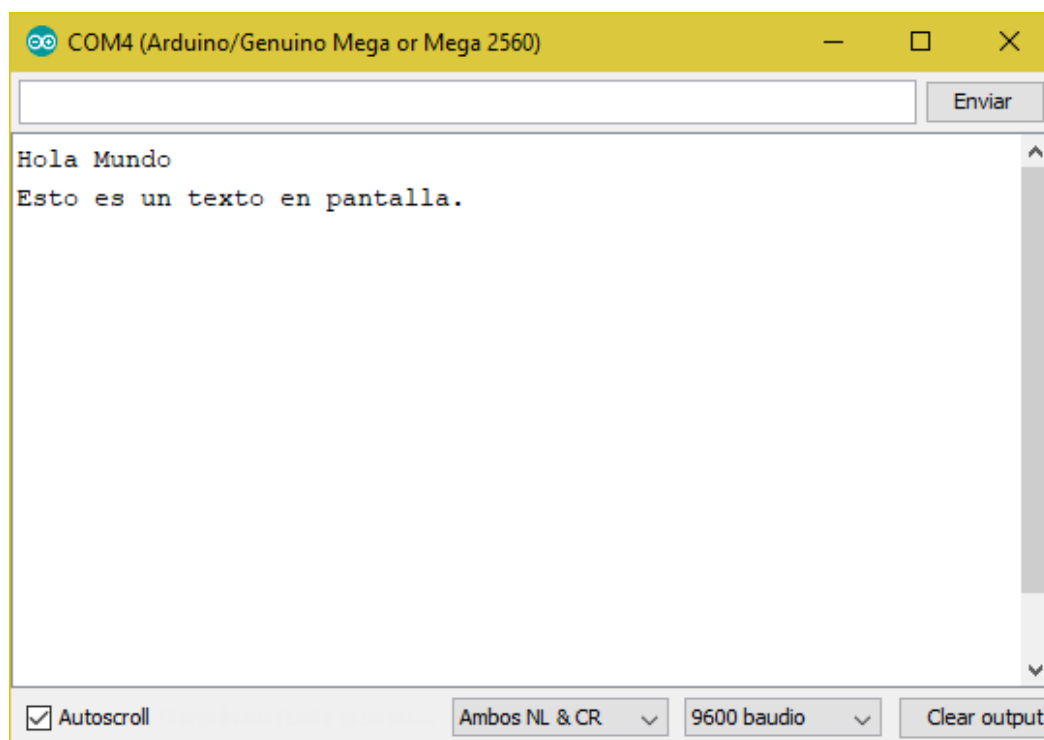 COM4 (Arduino/Genuino Mega or Mega 2560)
Enviar
Hola Mundo
Esto es un texto en pantalla.
Autoscroll
Ambos NL & CR
9600 baudio
Clear output